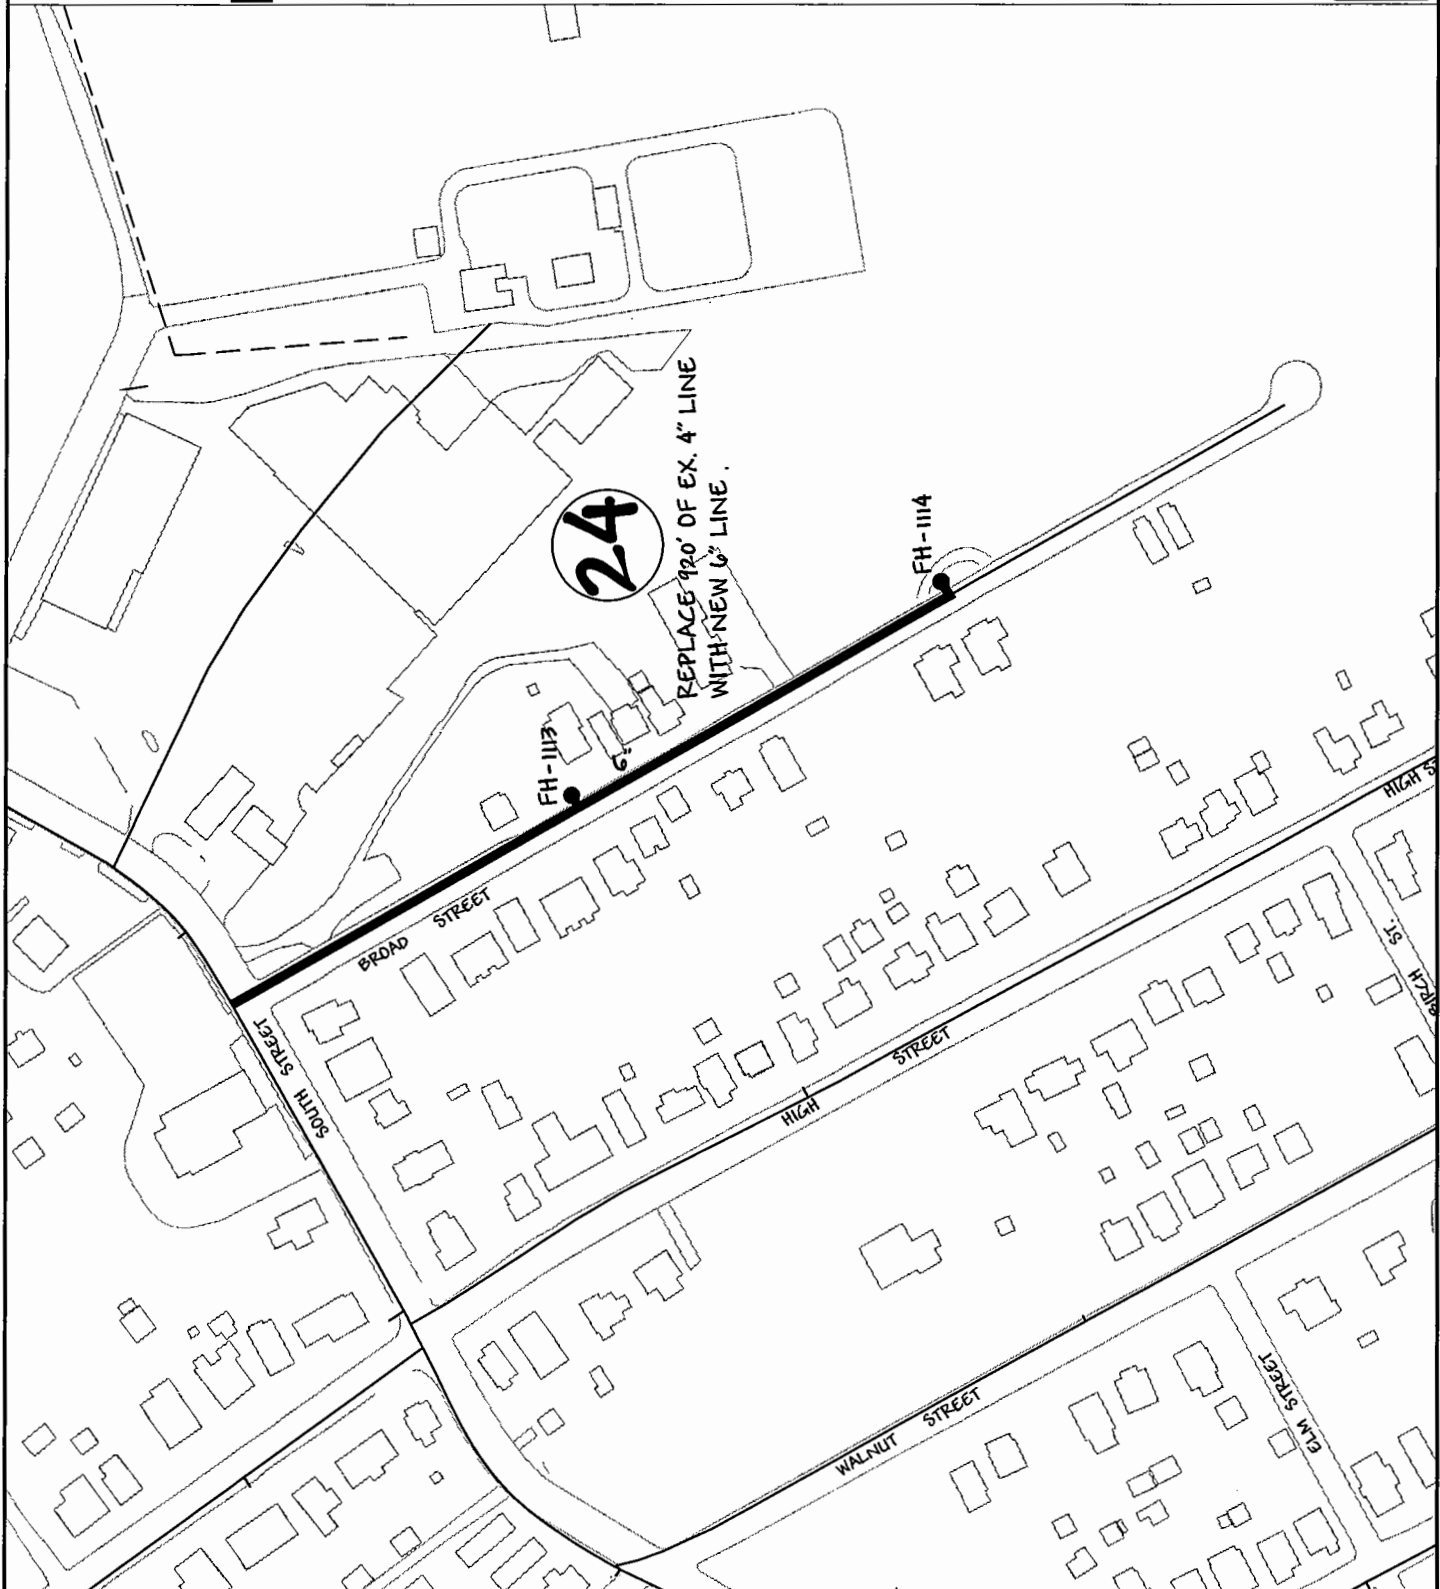 24
REPLACE 920' OF EX. 4" LINE
WITH NEW 6" LINE.
FH-1114
FH-1113
6"
BROAD STREET
SOUTH STREET
HIGH STREET
HIGH S
BIRCH ST.
WALNUT STREET
ELM STREET